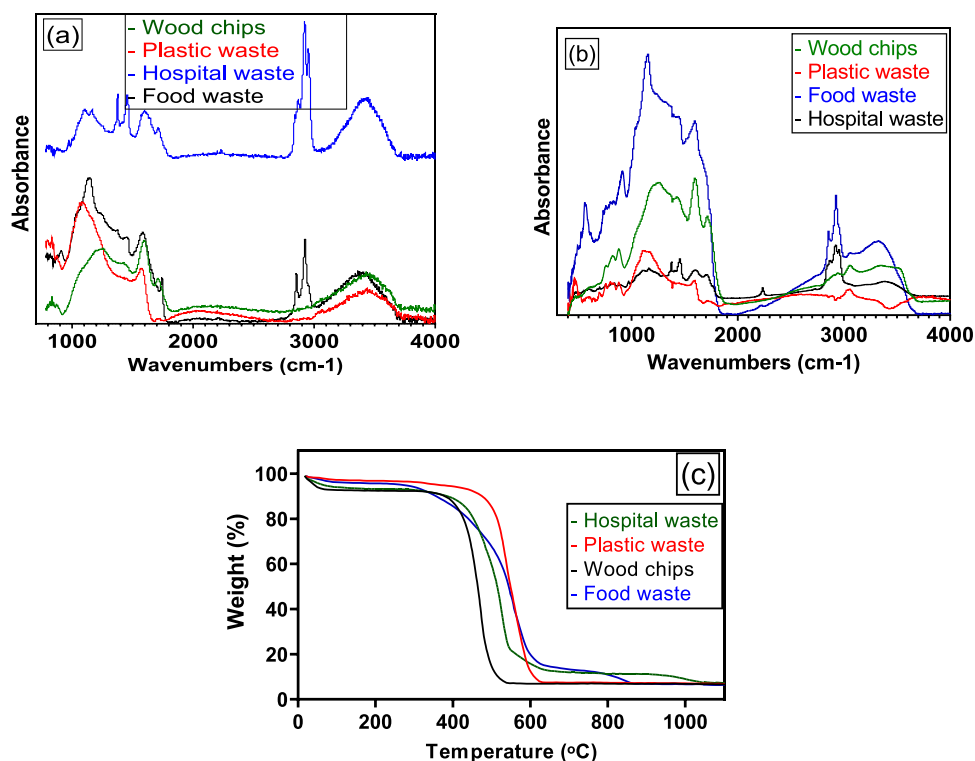 (a)
- Wood chips
- Plastic waste
- Hospital waste
- Food waste
Absorbance
1000 2000 3000 4000
Wavenumbers (cm-1)
(b)
- Wood chips
- Plastic waste
- Food waste
- Hospital waste
Absorbance
1000 2000 3000 4000
Wavenumbers (cm-1)
(c)
- Hospital waste
- Plastic waste
- Wood chips
- Food waste
Weight (%)
100
80
60
40
20
0
0 200 400 600 800 1000
Temperature (oC)